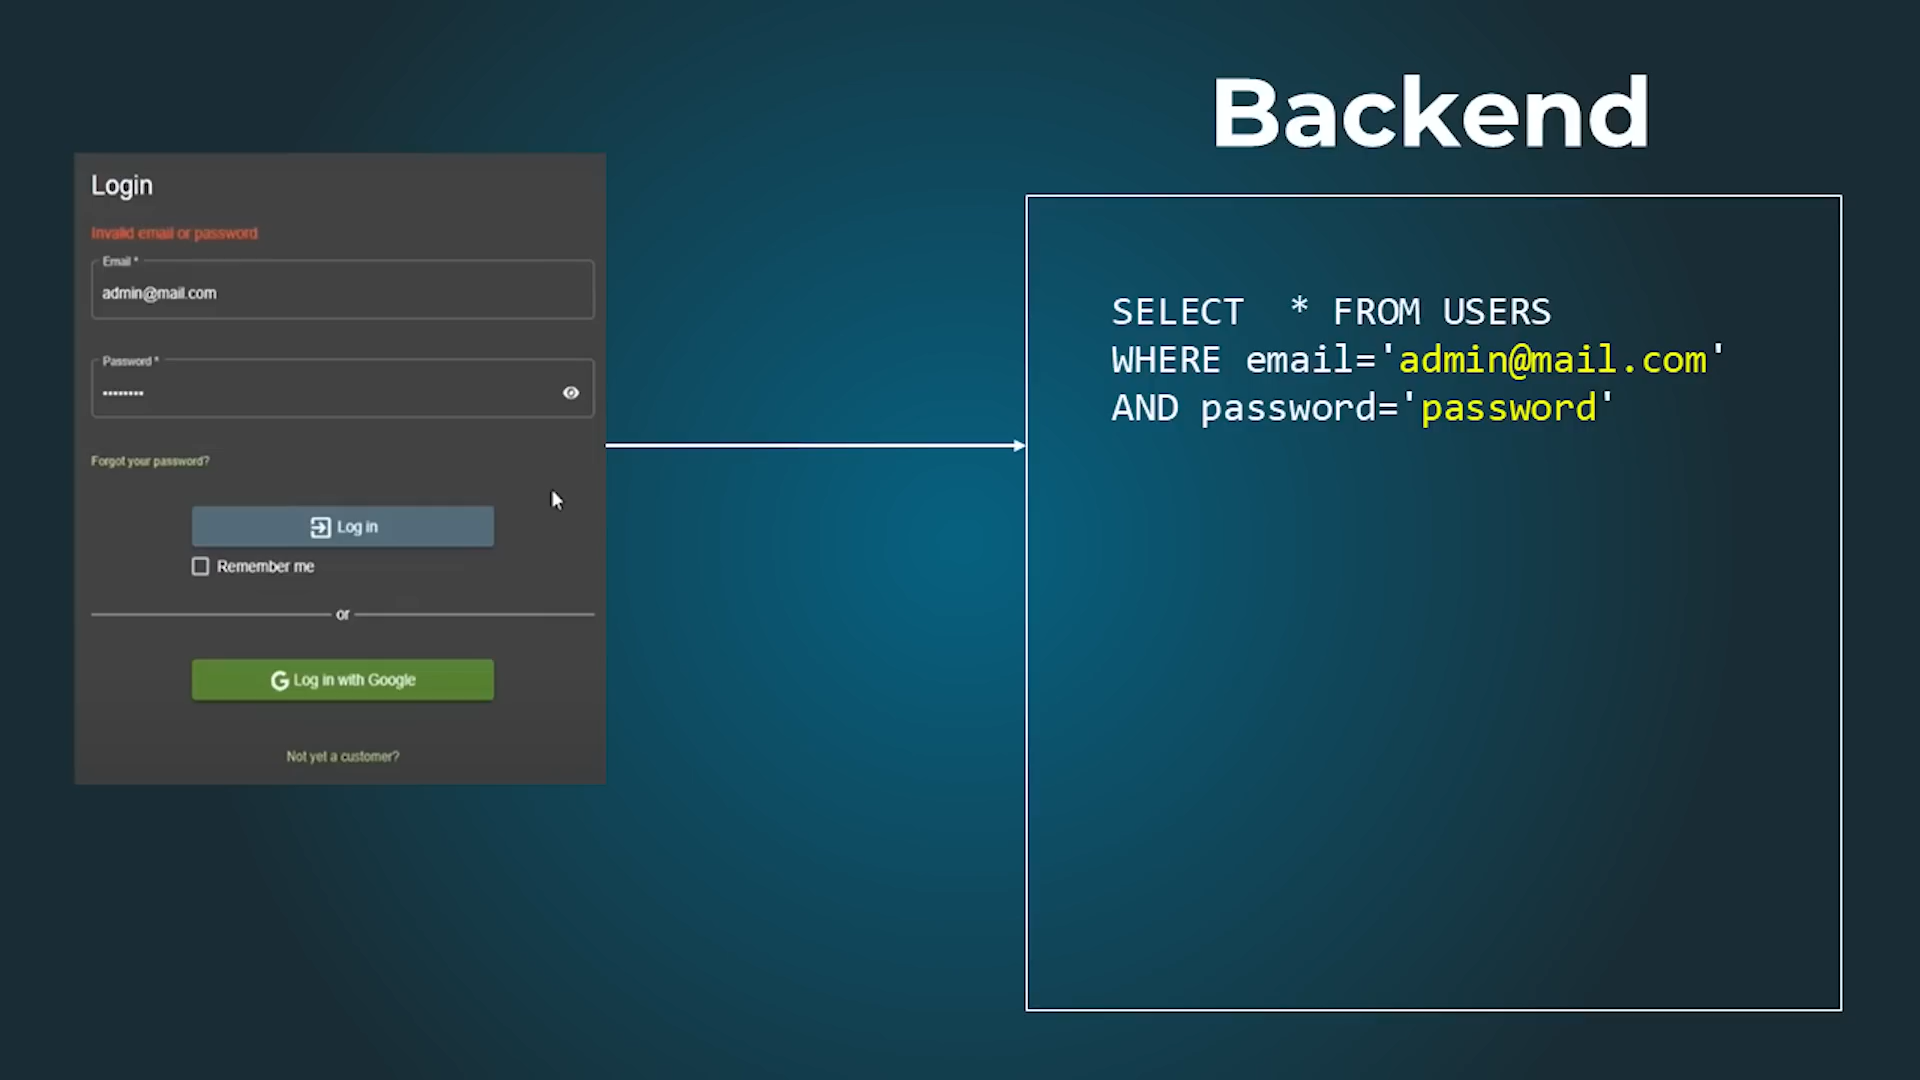 Backend
Login
Invalid email or password
Email *
admin@mail.com
Password *
••••••••
Forgot your password?
Log in
Remember me
or
G Log in with Google
Not yet a customer?
SELECT  * FROM USERS
WHERE email='admin@mail.com'
AND password='password'